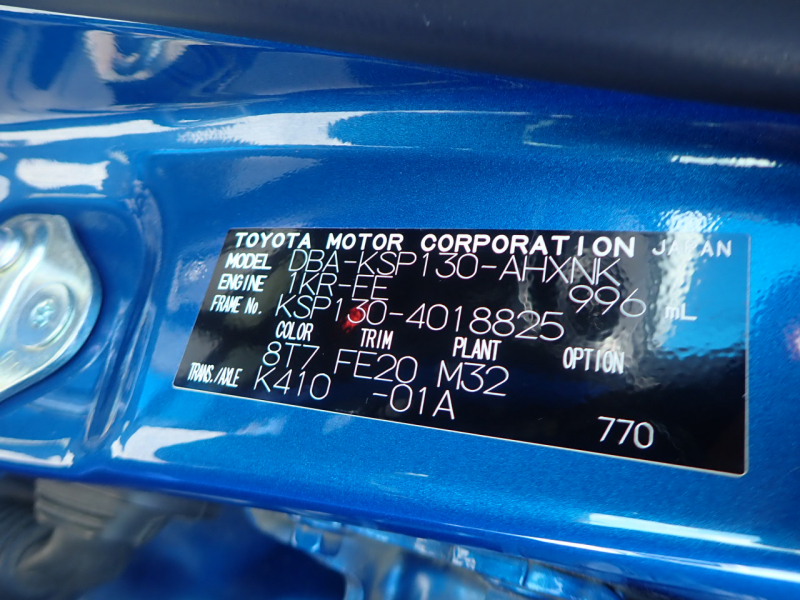 TOYOTA MOTOR CORPORATION JAPAN
MODEL DBA-KSP130-AHXNK
ENGINE 1KR-FE 996 mL
FRAME No. KSP130-4018825
COLOR TRIM PLANT OPTION
8T7 FE20 M32
TRANS./AXLE K410 -01A
770